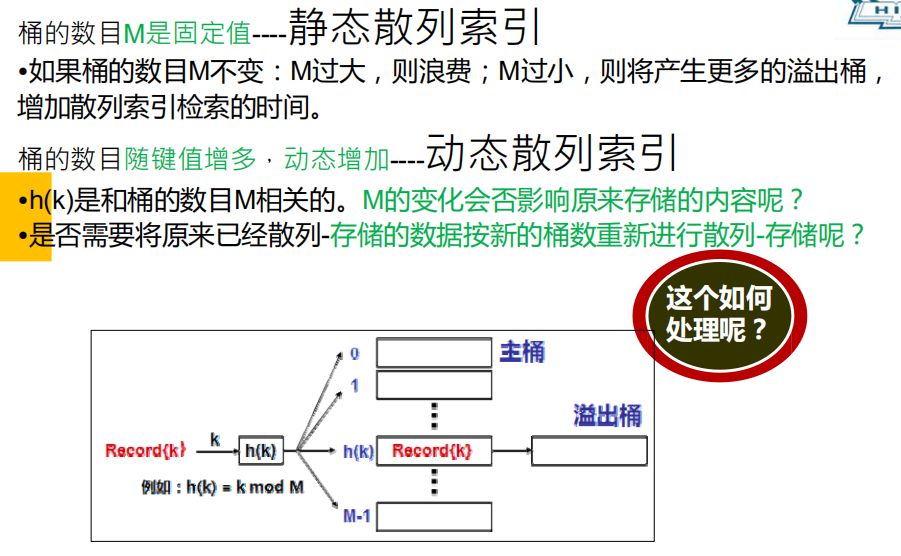 桶的数目M是固定值----静态散列索引
•如果桶的数目M不变：M过大，则浪费；M过小，则将产生更多的溢出桶，
增加散列索引检索的时间。
桶的数目随键值增多，动态增加----动态散列索引
•h(k)是和桶的数目M相关的。M的变化会否影响原来存储的内容呢？
•是否需要将原来已经散列-存储的数据按新的桶数重新进行散列-存储呢？
这个如何
处理呢？
0 主桶
1
溢出桶
Record{k} k h(k) h(k) Record{k}
例如：h(k) = k mod M
M-1